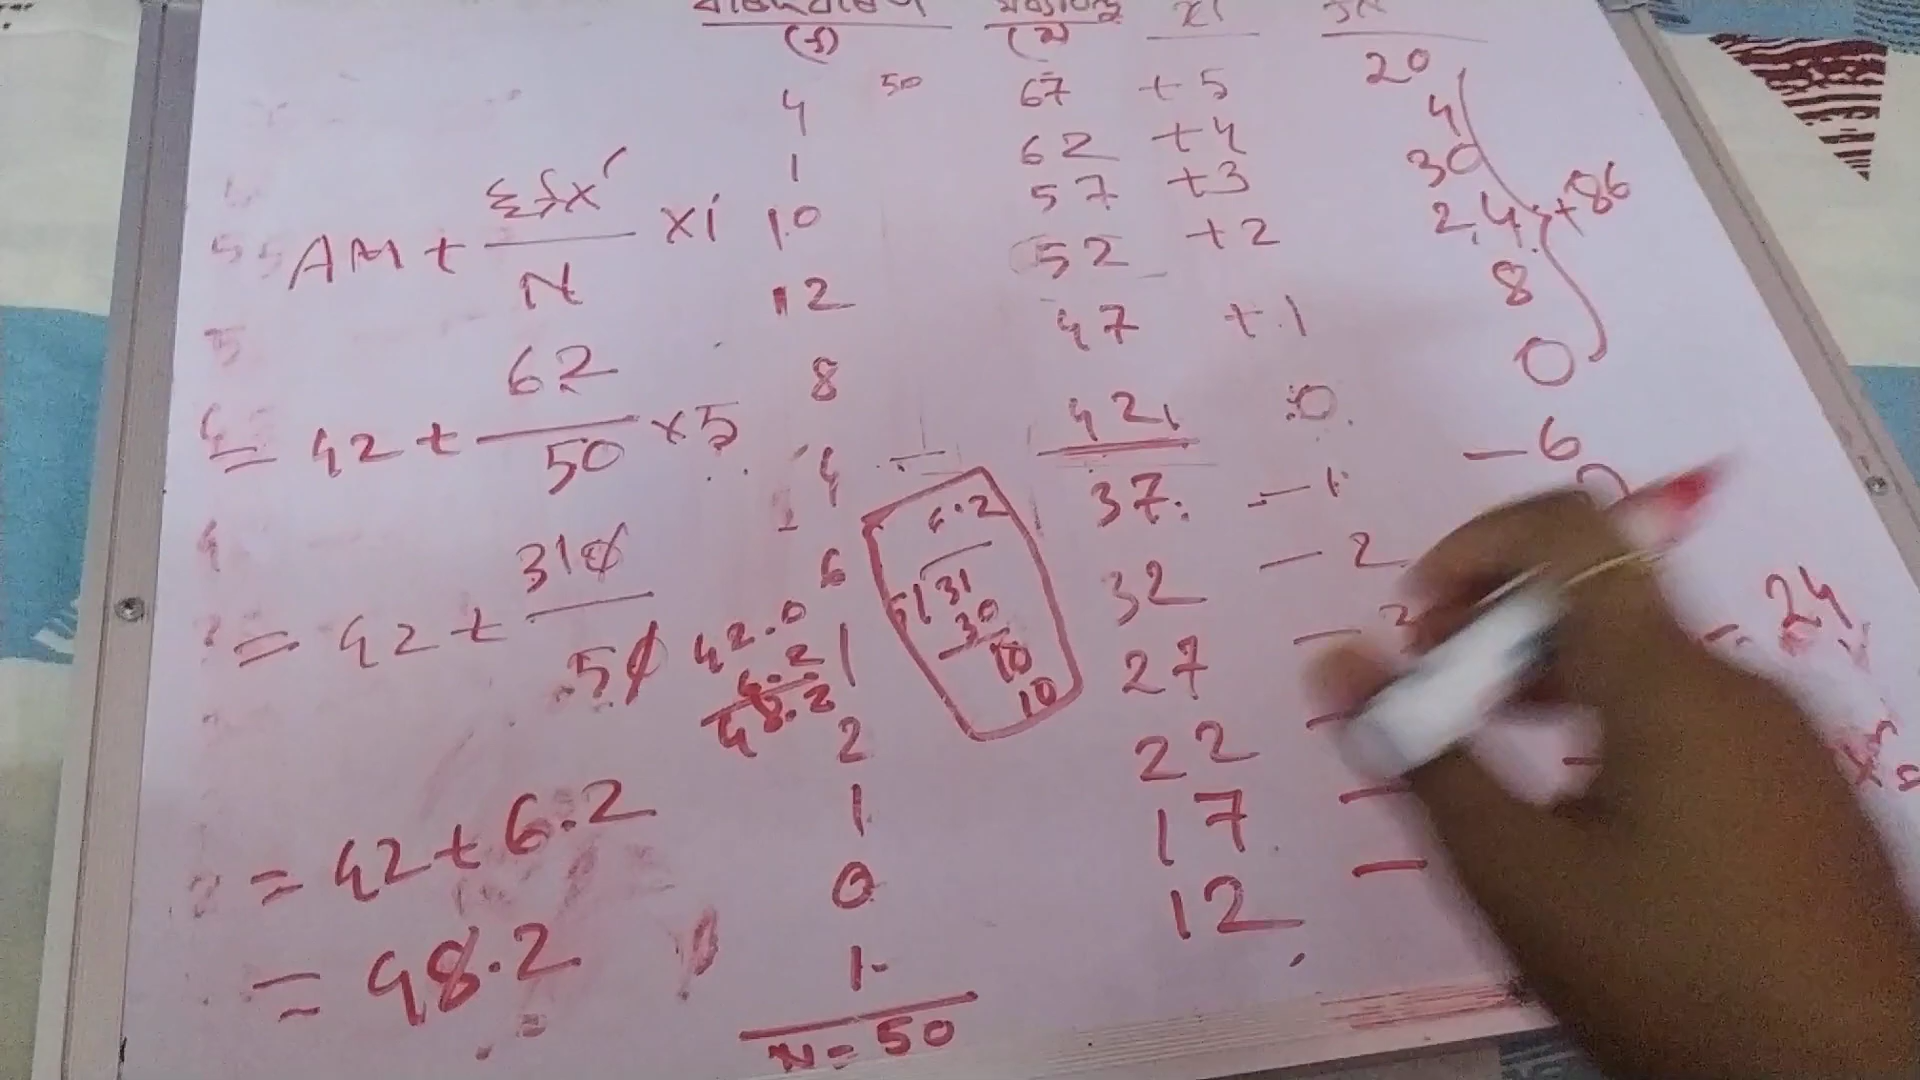 (f) (x)
4 50 67 +5 20
1 62 +4 4
AM + Σfx' / N × i 10 57 +3 30
12 52 +2 24 +86
8 47 +1 8
= 42 + 62 / 50 × 5 4 42 0 0
6 37 -1 -6
= 42 + 310 / 50 1 32 -2
42.0
6.2
48.2
6.2
5 31
30
10
10
2 27 -3 - 24
= 42 + 6.2 1 22
0 17
= 48.2 1 12
N = 50